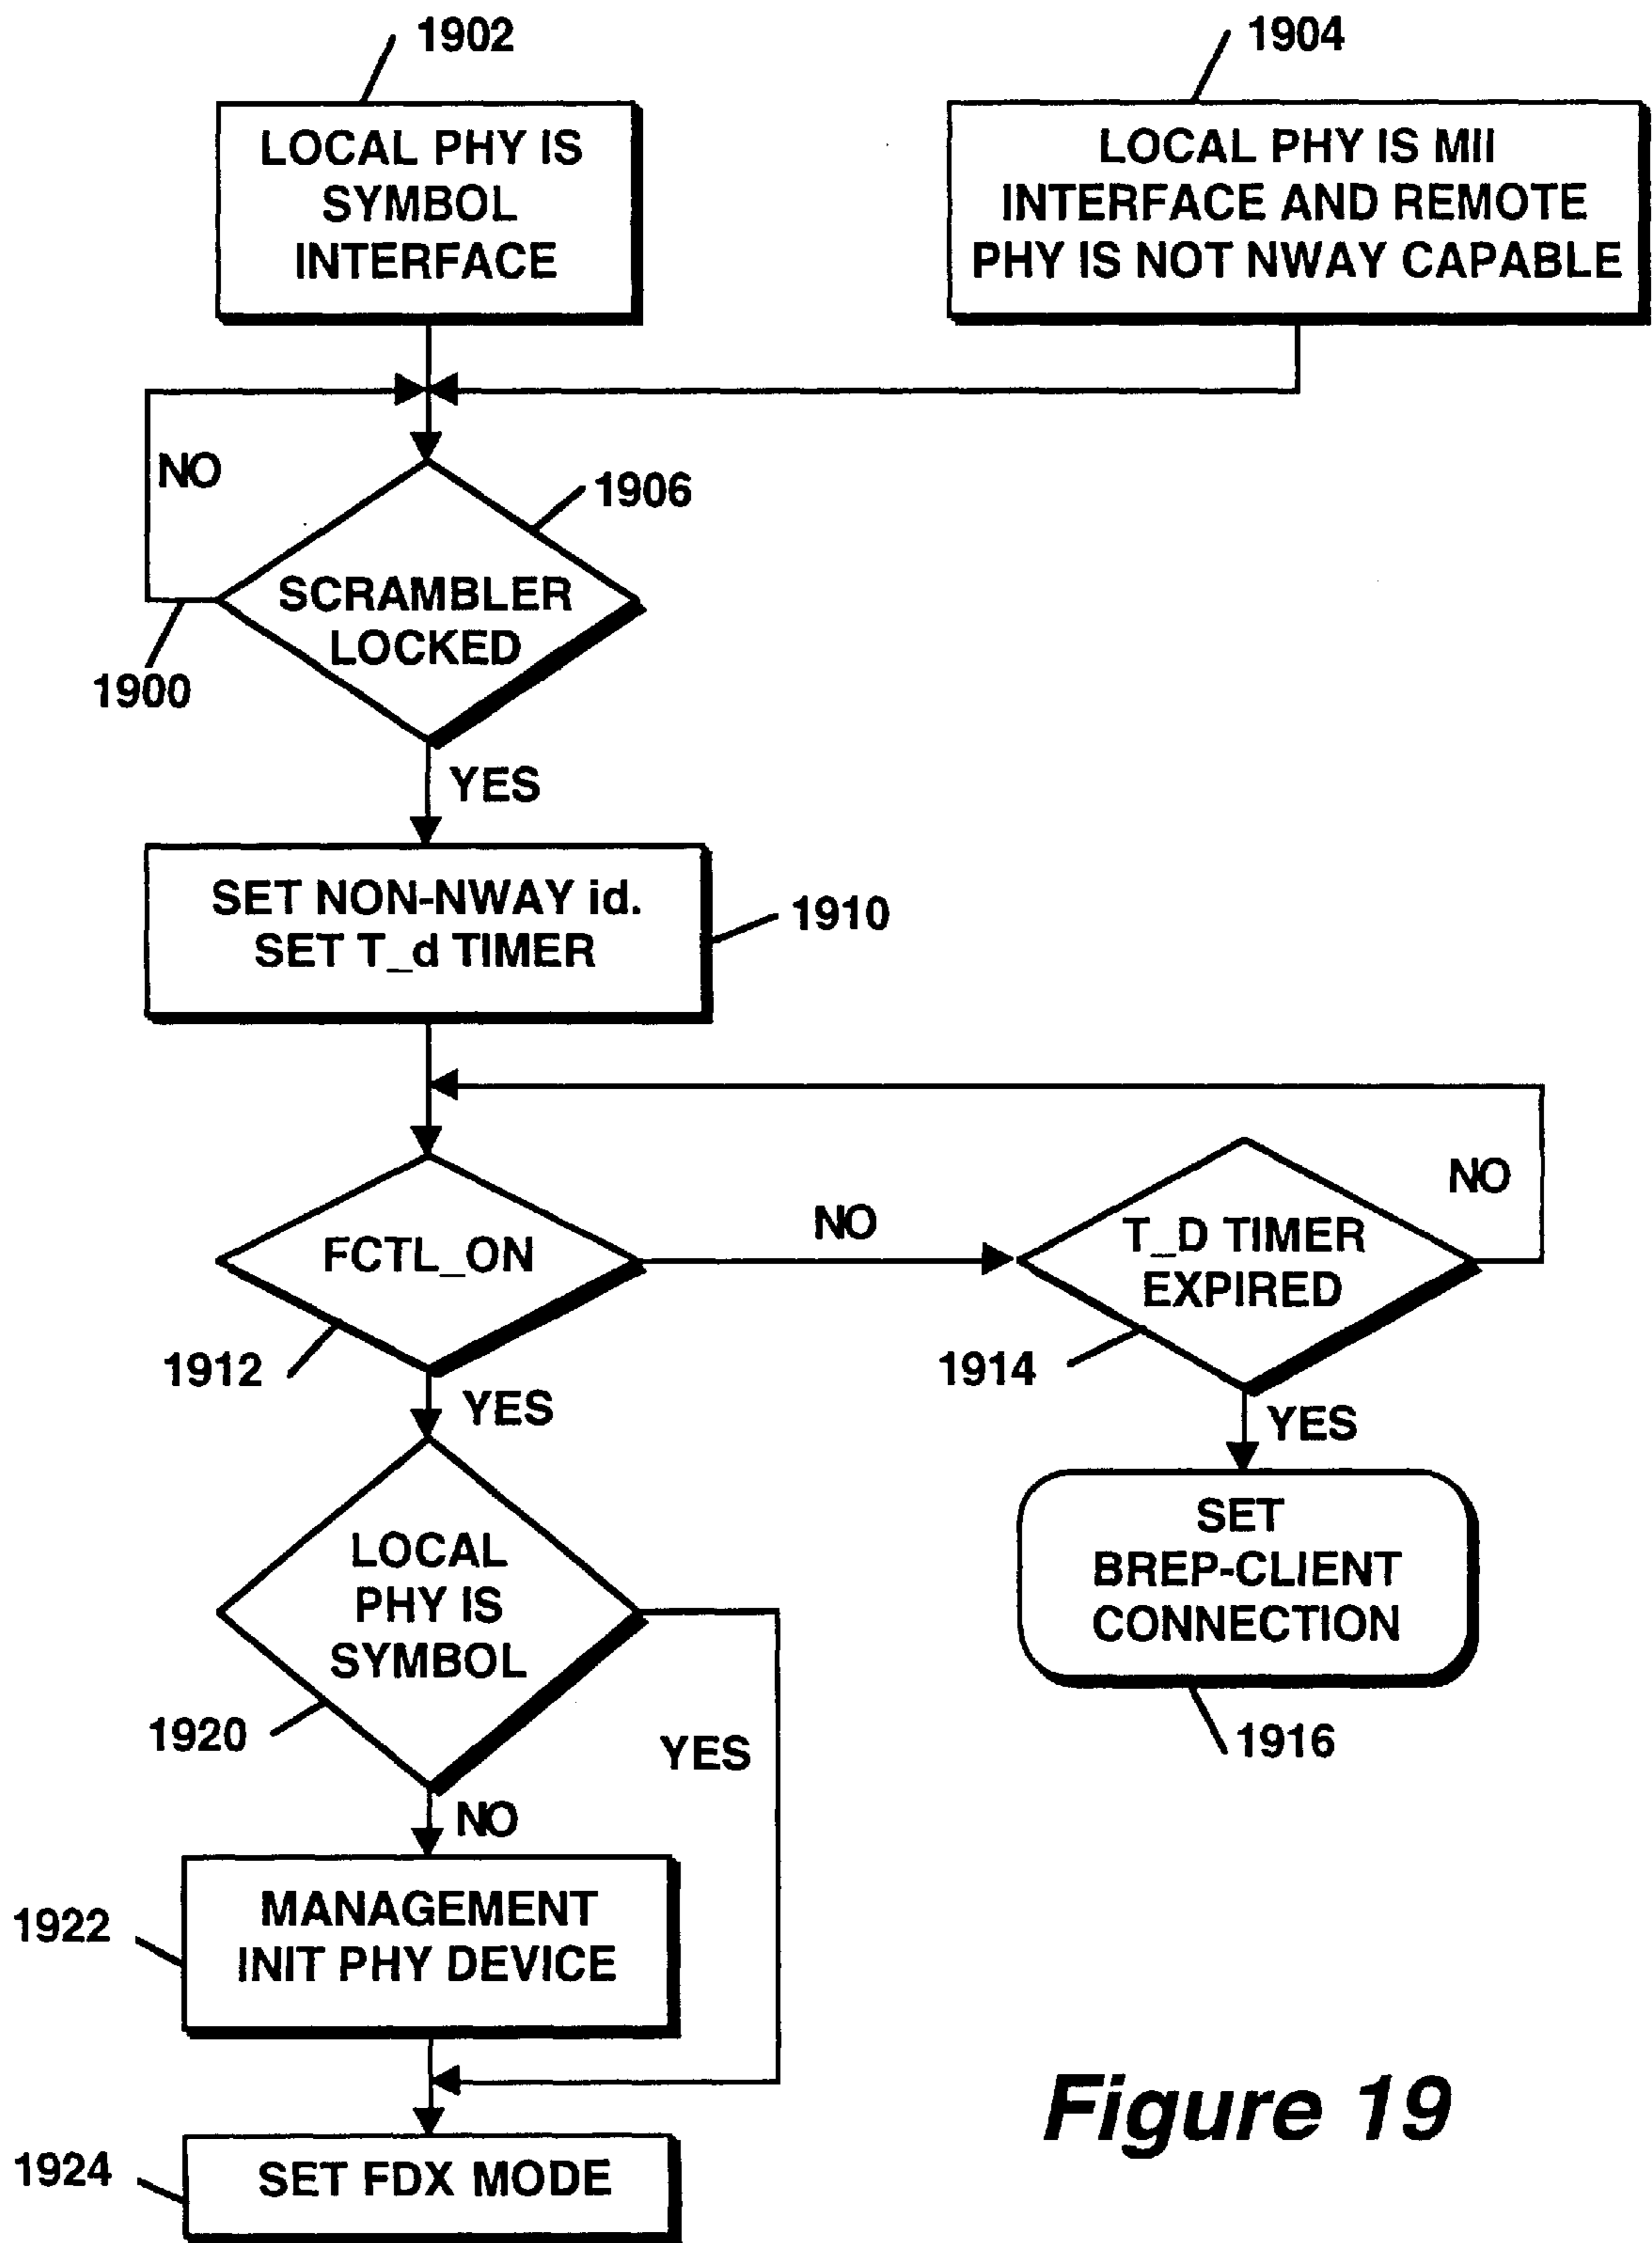 1902
1904
LOCAL PHY IS
SYMBOL
INTERFACE
LOCAL PHY IS MII
INTERFACE AND REMOTE
PHY IS NOT NWAY CAPABLE
NO
1906
SCRAMBLER
LOCKED
1900
YES
SET NON-NWAY id.
SET T_d TIMER
1910
NO
NO
FCTL_ON
T_D TIMER
EXPIRED
1912
1914
YES
YES
LOCAL
PHY IS
SYMBOL
SET
BREP-CLIENT
CONNECTION
1920
YES
1916
NO
MANAGEMENT
INIT PHY DEVICE
1922
Figure 19
1924
SET FDX MODE